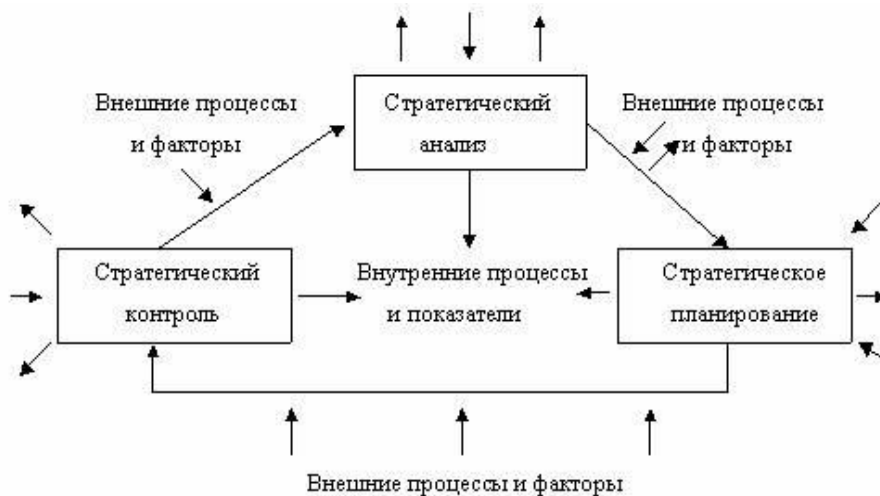 Стратегический
анализ
Внешние процессы
и факторы
Внешние процессы
и факторы
Стратегический
контроль
Внутренние процессы
и показатели
Стратегическое
планирование
Внешние процессы и факторы